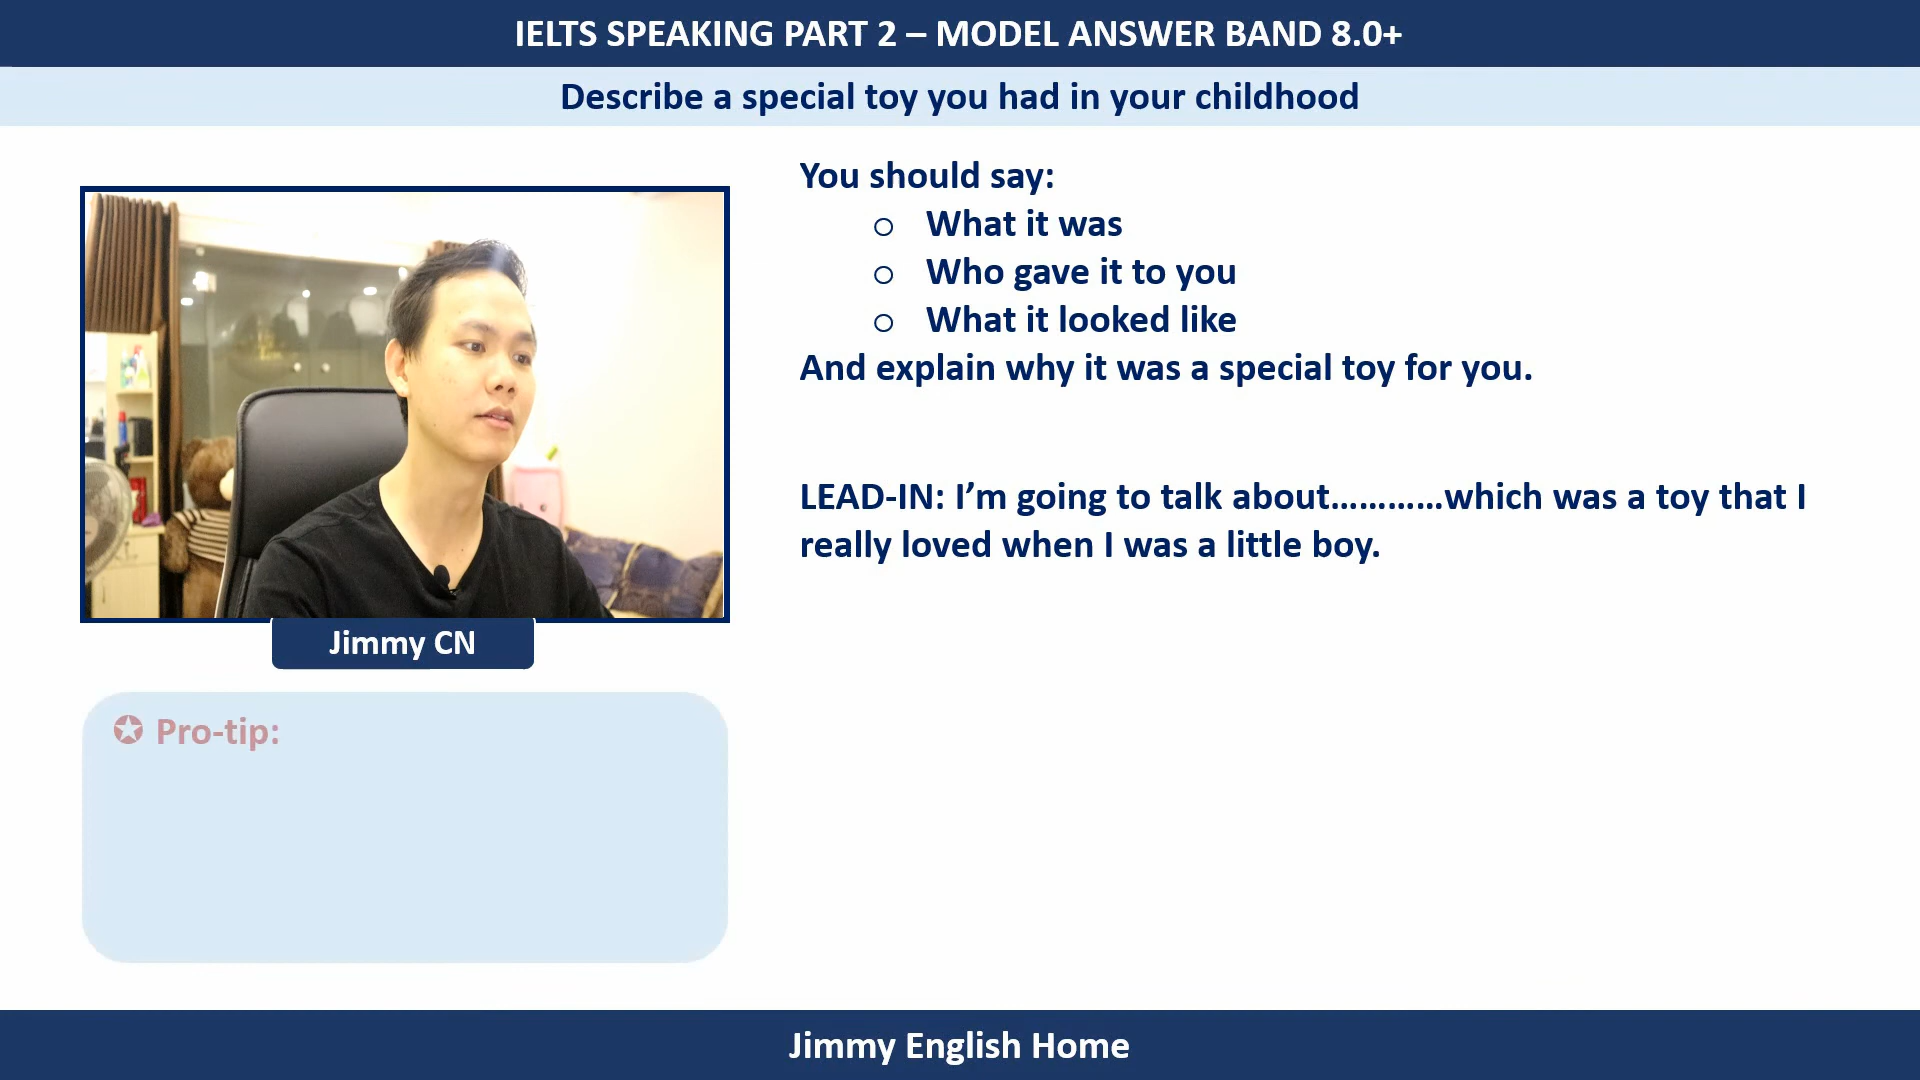 IELTS SPEAKING PART 2 – MODEL ANSWER BAND 8.0+
Describe a special toy you had in your childhood
You should say:
o What it was
o Who gave it to you
o What it looked like
And explain why it was a special toy for you.
LEAD-IN: I’m going to talk about…………which was a toy that I
really loved when I was a little boy.
Jimmy CN
✪ Pro-tip:
Jimmy English Home